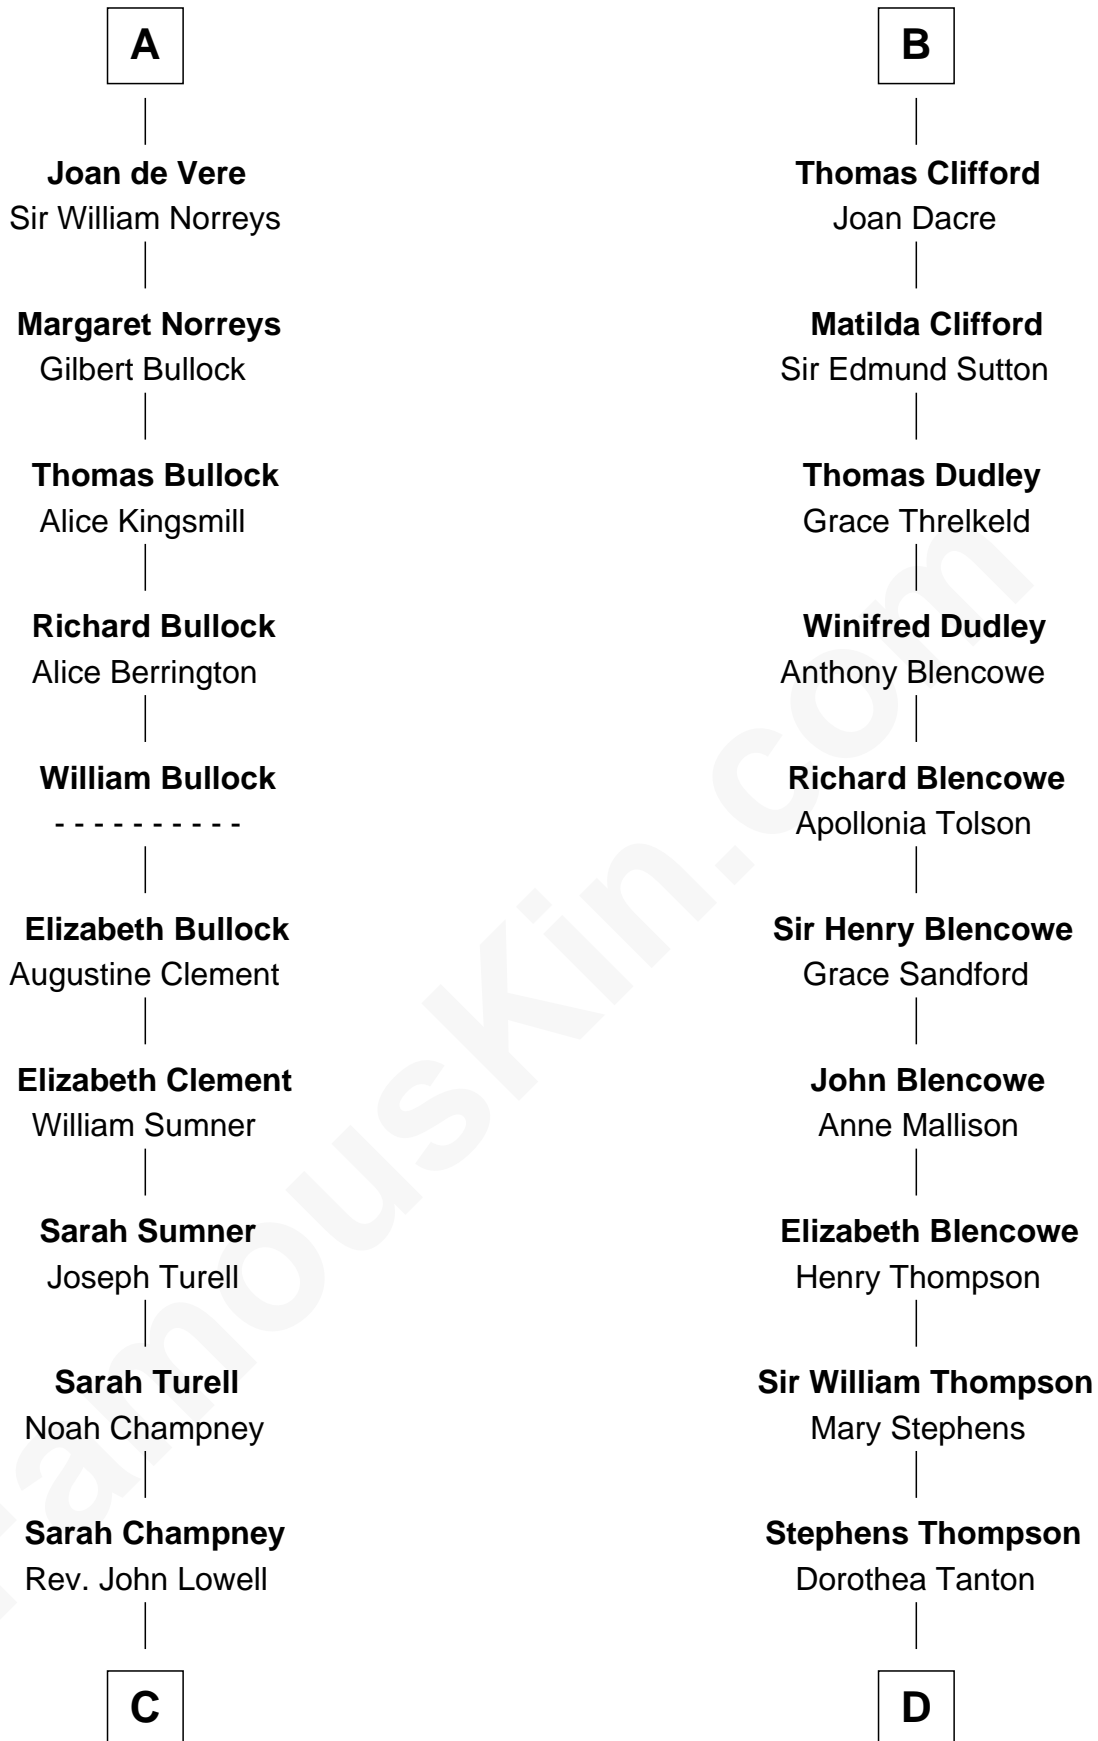 A
Joan de Vere
Sir William Norreys
Margaret Norreys
Gilbert Bullock
Thomas Bullock
Alice Kingsmill
Richard Bullock
Alice Berrington
William Bullock
- - - - - - - - - -
Elizabeth Bullock
Augustine Clement
Elizabeth Clement
William Sumner
Sarah Sumner
Joseph Turell
Sarah Turell
Noah Champney
Sarah Champney
Rev. John Lowell
C
B
Thomas Clifford
Joan Dacre
Matilda Clifford
Sir Edmund Sutton
Thomas Dudley
Grace Threlkeld
Winifred Dudley
Anthony Blencowe
Richard Blencowe
Apollonia Tolson
Sir Henry Blencowe
Grace Sandford
John Blencowe
Anne Mallison
Elizabeth Blencowe
Henry Thompson
Sir William Thompson
Mary Stephens
Stephens Thompson
Dorothea Tanton
D
FamousKin.com